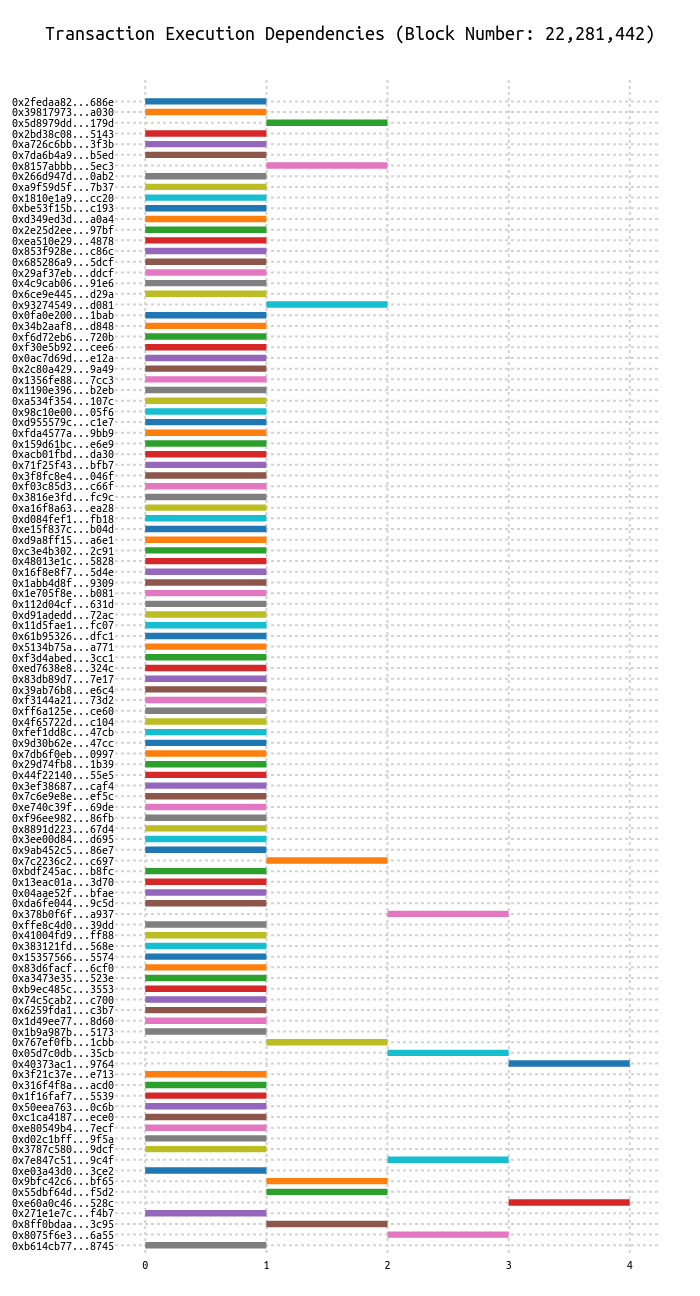 Transaction Execution Dependencies (Block Number: 22,281,442)
0x2fedaa82...686e
0x39817973...a030
0x5d8979dd...179d
0x2bd38c08...5143
0xa726c6bb...3f3b
0x7da6b4a9...b5ed
0x8157abbb...5ec3
0x266d947d...0ab2
0xa9f59d5f...7b37
0x1810e1a9...cc20
0xbe53f15b...c193
0xd349ed3d...a0a4
0x2e25d2ee...97bf
0xea510e29...4878
0x853f928e...c86c
0x685286a9...5dcf
0x29af37eb...ddcf
0x4c9cab06...91e6
0x6ce9e445...d29a
0x93274549...d081
0x0fa0e200...1bab
0x34b2aaf8...d848
0xf6d72eb6...720b
0xf30e5b92...cee6
0x0ac7d69d...e12a
0x2c80a429...9a49
0x1356fe88...7cc3
0x1190e396...b2eb
0xa534f354...107c
0x98c10e00...05f6
0xd955579c...c1e7
0xfda4577a...9bb9
0x159d61bc...e6e9
0xacb01fbd...da30
0x71f25f43...bfb7
0x3f8fc8e4...046f
0xf03c85d3...c66f
0x3816e3fd...fc9c
0xa16f8a63...ea28
0xd084fef1...fb18
0xe15f837c...b04d
0xd9a8ff15...a6e1
0xc3e4b302...2c91
0x48013e1c...5828
0x16f8e8f7...5d4e
0x1abb4d8f...9309
0x1e705f8e...b081
0x112d04cf...631d
0xd91adedd...72ac
0x11d5fae1...fc07
0x61b95326...dfc1
0x5134b75a...a771
0xf3d4abed...3cc1
0xed7638e8...324c
0x83db89d7...7e17
0x39ab76b8...e6c4
0xf3144a21...73d2
0xff6a125e...ce60
0x4f65722d...c104
0xfef1dd8c...47cb
0x9d30b62e...47cc
0x7db6f0eb...0997
0x29d74fb8...1b39
0x44f22140...55e5
0x3ef38687...caf4
0x7c6e9e8e...ef5c
0xe740c39f...69de
0xf96ee982...86fb
0x8891d223...67d4
0x3ee00d84...d695
0x9ab452c5...86e7
0x7c2236c2...c697
0xbdf245ac...b8fc
0x13eac01a...3d70
0x04aae52f...bfae
0xda6fe044...9c5d
0x378b0f6f...a937
0xffe8c4d0...39dd
0x41004fd9...ff88
0x383121fd...568e
0x15357566...5574
0x83d6facf...6cf0
0xa3473e35...523e
0xb9ec485c...3553
0x74c5cab2...c700
0x6259fda1...c3b7
0x1d49ee77...8d60
0x1b9a987b...5173
0x767ef0fb...1cbb
0x05d7c0db...35cb
0x40373ac1...9764
0x3f21c37e...e713
0x316f4f8a...acd0
0x1f16faf7...5539
0x50eea763...0c6b
0xc1ca4187...ece0
0xe80549b4...7ecf
0xd02c1bff...9f5a
0x3787c580...9dcf
0x7e847c51...9c4f
0xe03a43d0...3ce2
0x9bfc42c6...bf65
0x55dbf64d...f5d2
0xe60a0c46...528c
0x271e1e7c...f4b7
0x8ff0bdaa...3c95
0x8075f6e3...6a55
0xb614cb77...8745
0 1 2 3 4